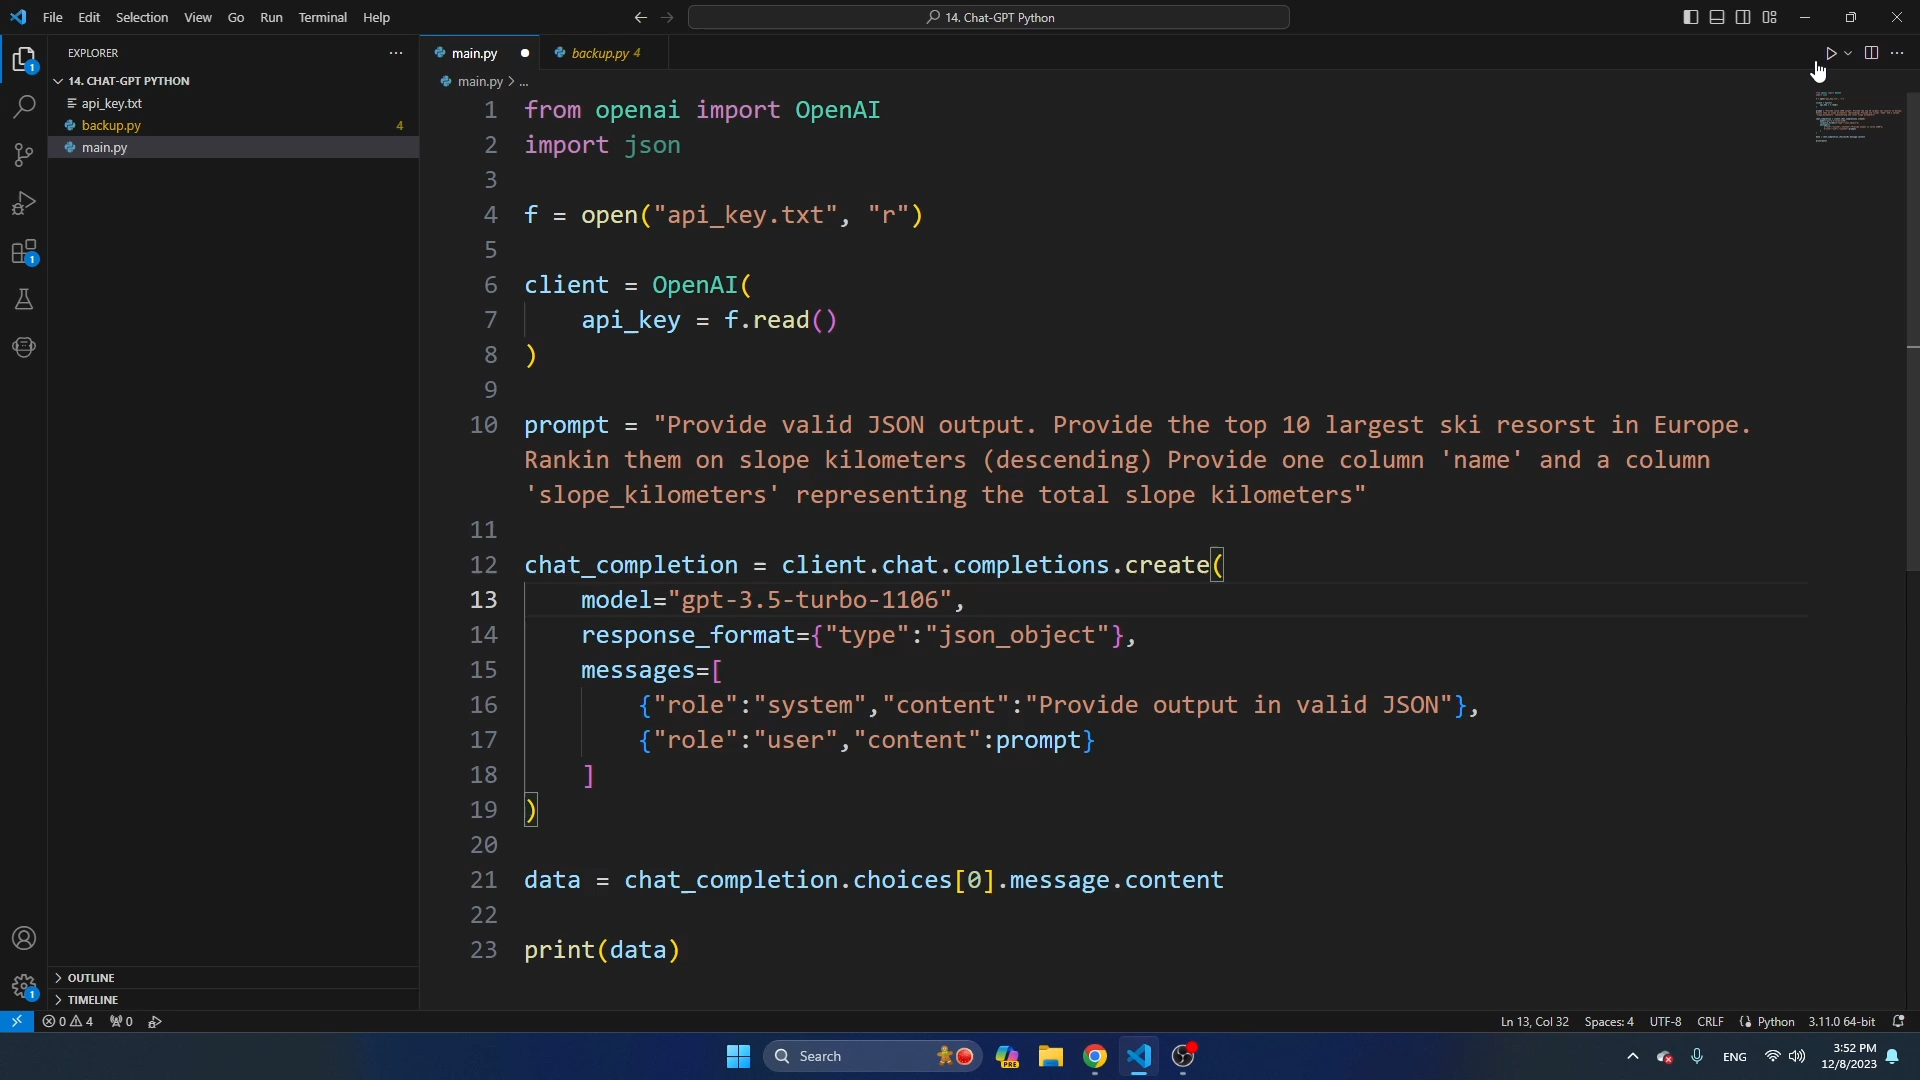 File Edit Selection View Go Run Terminal Help
14. Chat-GPT Python
EXPLORER
14. CHAT-GPT PYTHON
api_key.txt
backup.py 4
main.py
OUTLINE
TIMELINE
main.py
backup.py 4
main.py > ...
1 from openai import OpenAI
2 import json
3
4 f = open("api_key.txt", "r")
5
6 client = OpenAI(
7 api_key = f.read()
8 )
9
10 prompt = "Provide valid JSON output. Provide the top 10 largest ski resorst in Europe.
Rankin them on slope kilometers (descending) Provide one column 'name' and a column
'slope_kilometers' representing the total slope kilometers"
11
12 chat_completion = client.chat.completions.create(
13 model="gpt-3.5-turbo-1106",
14 response_format={"type":"json_object"},
15 messages=[
16 {"role":"system","content":"Provide output in valid JSON"},
17 {"role":"user","content":prompt}
18 ]
19 )
20
21 data = chat_completion.choices[0].message.content
22
23 print(data)
1
1
1
0 4 0
Ln 13, Col 32 Spaces: 4 UTF-8 CRLF Python 3.11.0 64-bit
Search
PRE
ENG
3:52 PM
12/8/2023